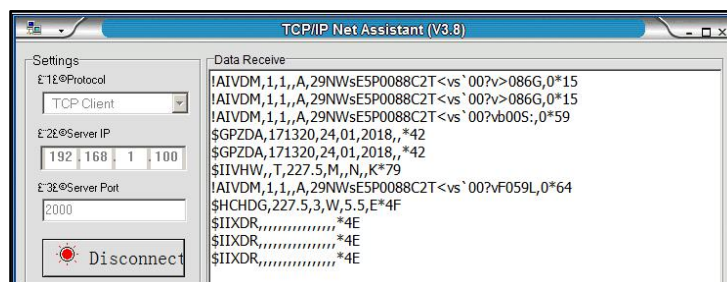 TCP/IP Net Assistant (V3.8)
Settings
£¨1£©Protocol
TCP Client
£¨2£©Server IP
192 .168 . 1 .100
£¨3£©Server Port
2000
Disconnect
Data Receive
!AIVDM,1,1,,A,29NWsE5P0088C2T<vs`00?v>086G,0*15
!AIVDM,1,1,,A,29NWsE5P0088C2T<vs`00?v>086G,0*15
!AIVDM,1,1,,A,29NWsE5P0088C2T<vs`00?vb00S:,0*59
$GPZDA,171320,24,01,2018,,*42
$GPZDA,171320,24,01,2018,,*42
$IIVHW,,T,227.5,M,,N,,K*79
!AIVDM,1,1,,A,29NWsE5P0088C2T<vs`00?vF059L,0*64
$HCHDG,227.5,3,W,5.5,E*4F
$IIXDR,,,,,,,,,,,,,,,,*4E
$IIXDR,,,,,,,,,,,,,,,,*4E
$IIXDR,,,,,,,,,,,,,,,,*4E